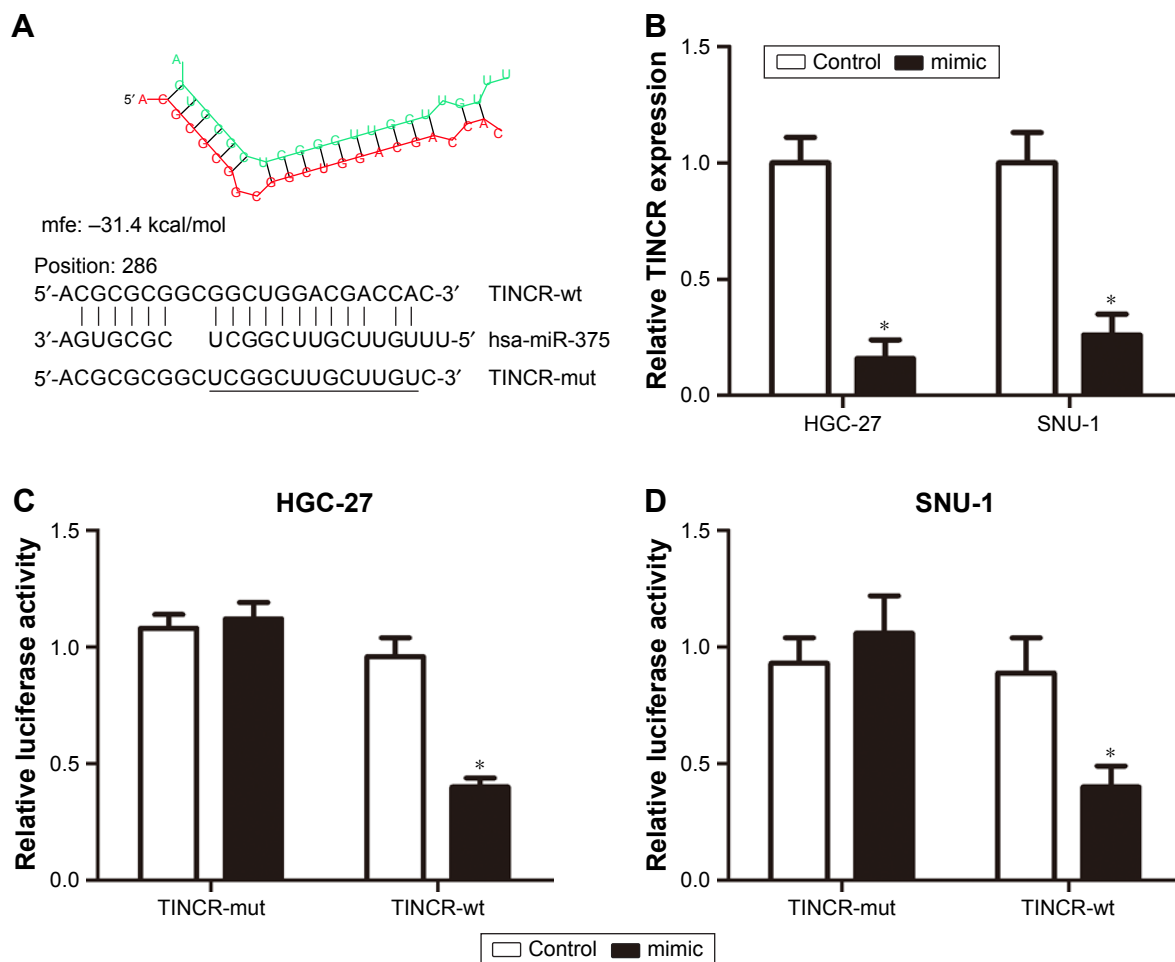 A
5′
A
C
G
C
G
C
G
G
C
G
G
C
U
G
G
A
C
G
A
C
C
A
C
mfe: –31.4 kcal/mol
Position: 286
5′-ACGCGCGGCGGCUGGACGACCAC-3′ TINCR-wt
3′-AGUGCGC UCGGCUUGCUUGUUU-5′ hsa-miR-375
5′-ACGCGCGGCUCGGCUUGCUUGUC-3′ TINCR-mut
B
Relative TINCR expression
1.5
1.0
0.5
0.0
Control mimic
*
*
HGC-27 SNU-1
C
HGC-27
Relative luciferase activity
1.5
1.0
0.5
0.0
*
TINCR-mut TINCR-wt
D
SNU-1
Relative luciferase activity
1.5
1.0
0.5
0.0
*
TINCR-mut TINCR-wt
Control mimic